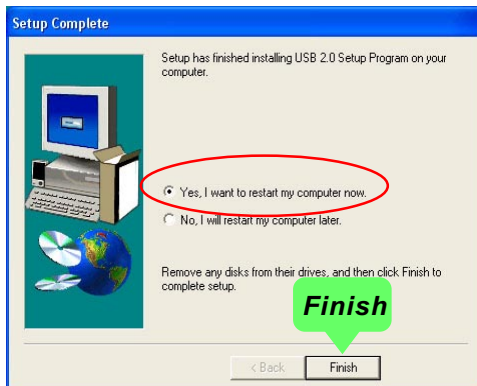 Setup Complete
Setup has finished installing USB 2.0 Setup Program on your
computer.
Yes, I want to restart my computer now.
No, I will restart my computer later.
Remove any disks from their drives, and then click Finish to
complete setup.
Finish
< Back
Finish